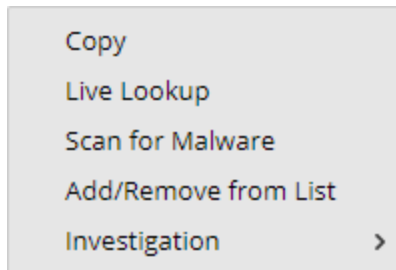 Copy
Live Lookup
Scan for Malware
Add/Remove from List
Investigation